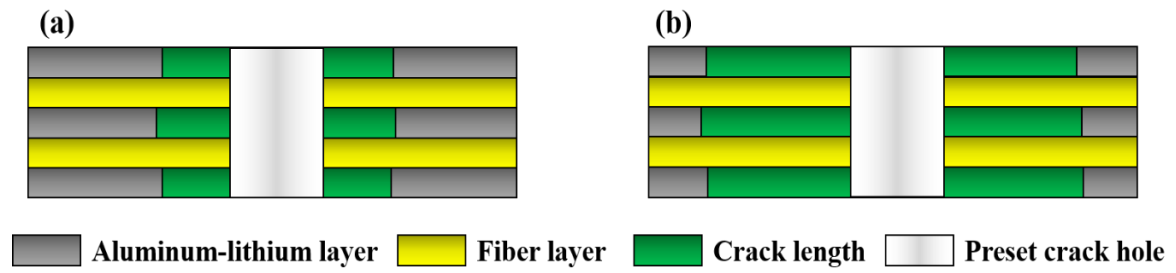 (a)
(b)
Aluminum-lithium layer
Fiber layer
Crack length
Preset crack hole